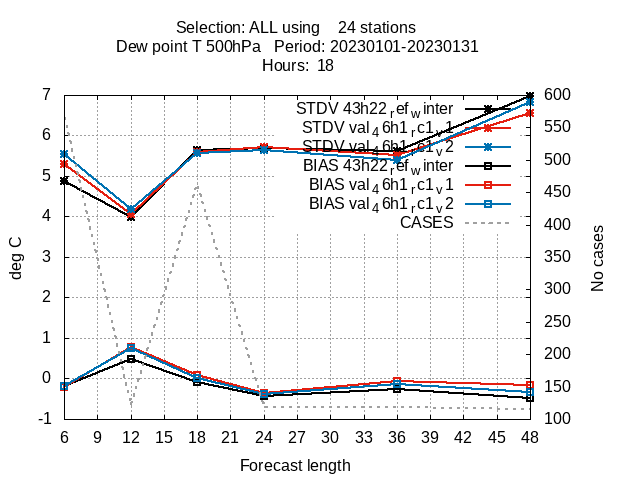 Selection: ALL using    24 stations
Dew point T 500hPa   Period: 20230101-20230131
Hours:  18
7
6
5
4
3
2
1
0
-1
deg C
STDV 43h22ref_winter
STDV val_46h1_rc1_v1
STDV val_46h1_rc1_v2
BIAS 43h22ref_winter
BIAS val_46h1_rc1_v1
BIAS val_46h1_rc1_v2
CASES
600
550
500
450
400
350
300
250
200
150
100
No cases
6 9 12 15 18 21 24 27 30 33 36 39 42 45 48
Forecast length